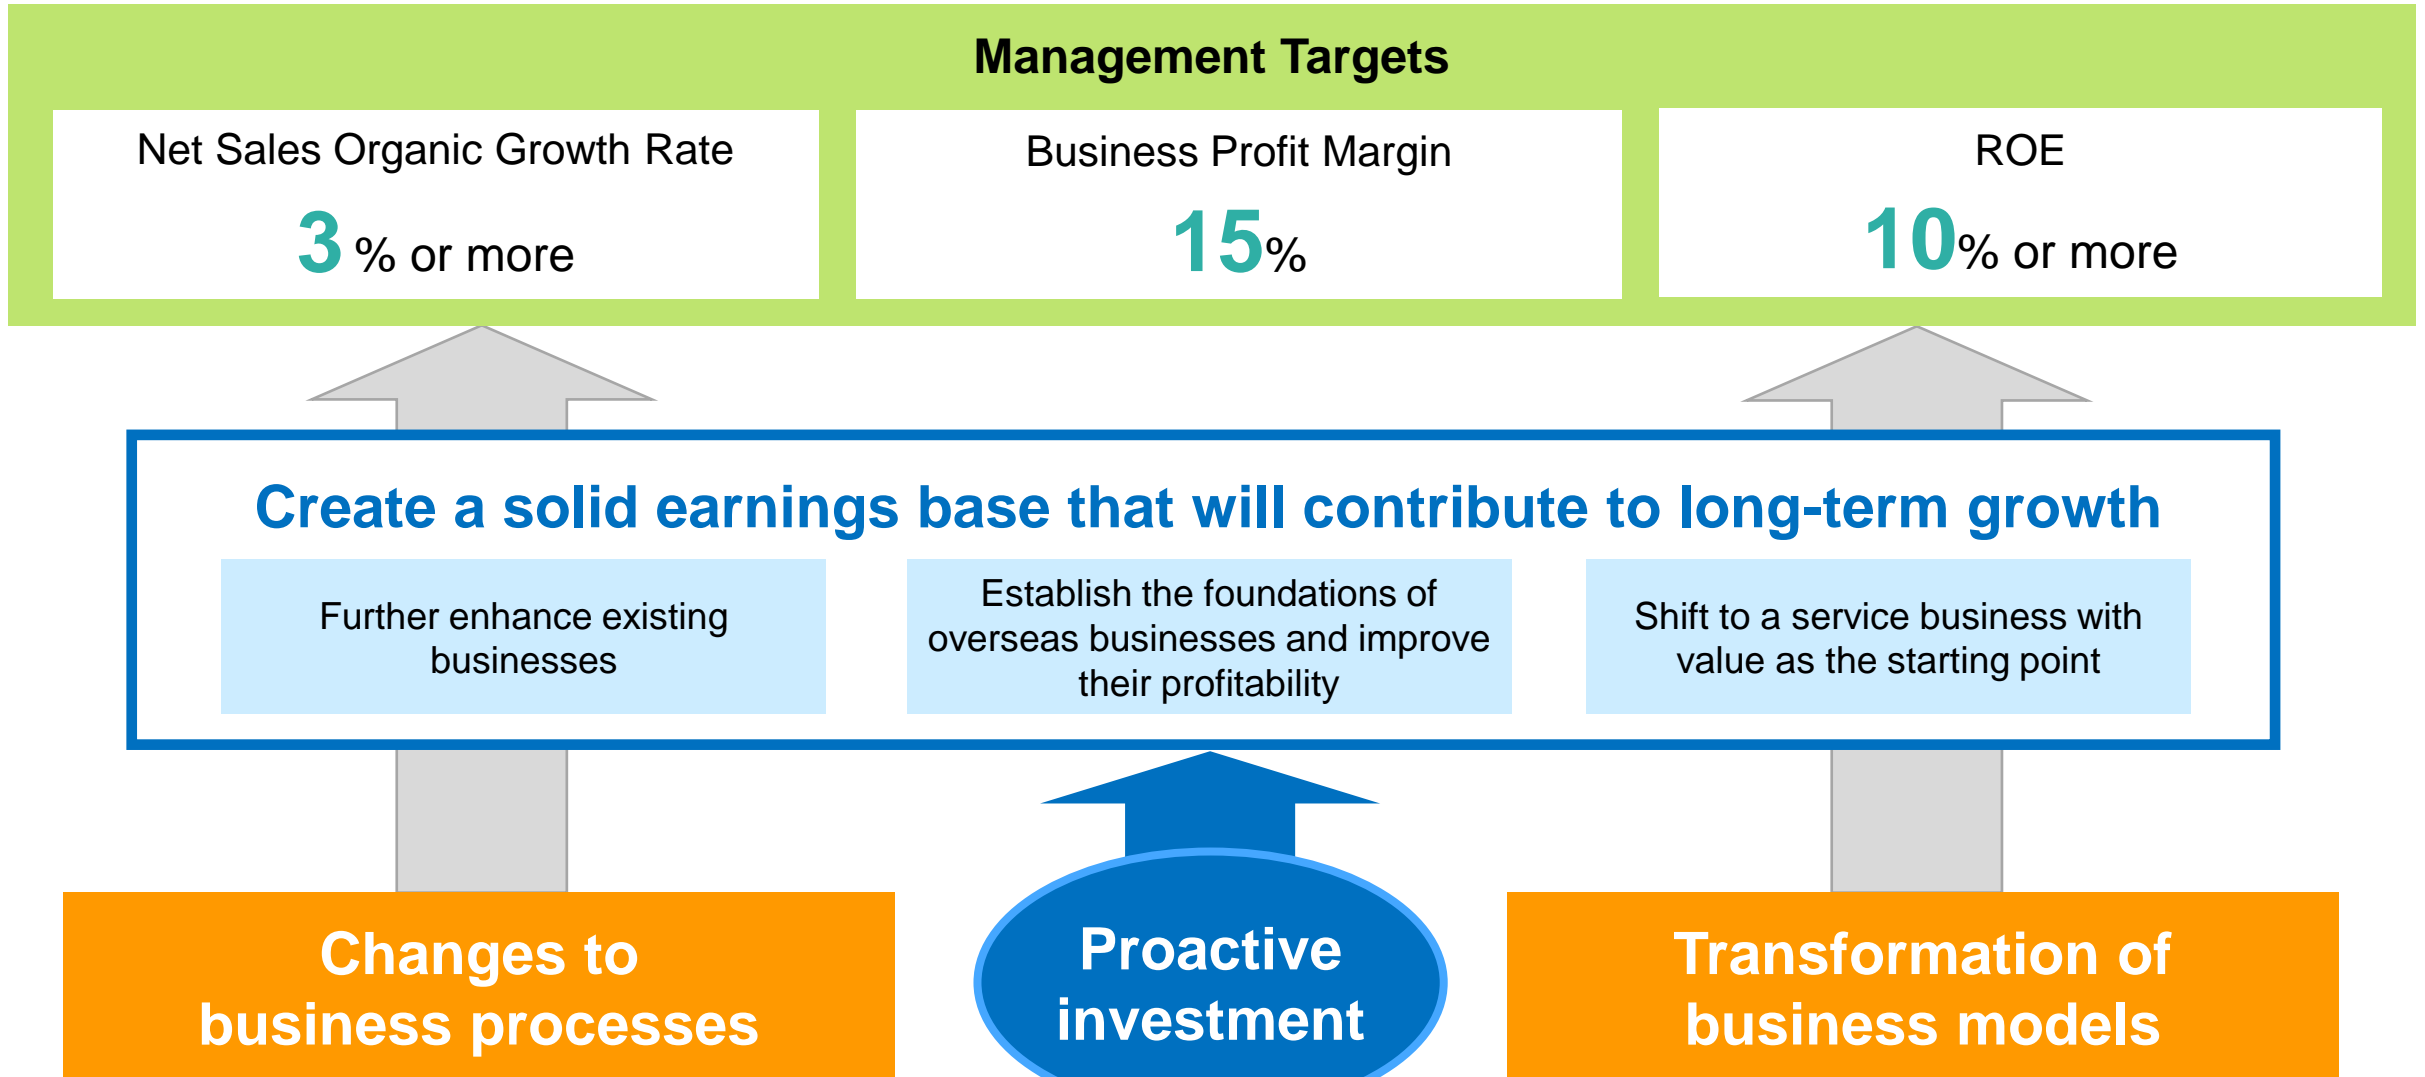 Management Targets
Net Sales Organic Growth Rate
3 % or more
Business Profit Margin
15%
ROE
10% or more
Create a solid earnings base that will contribute to long-term growth
Further enhance existing
businesses
Establish the foundations of
overseas businesses and improve
their profitability
Shift to a service business with
value as the starting point
Changes to
business processes
Proactive
investment
Transformation of
business models